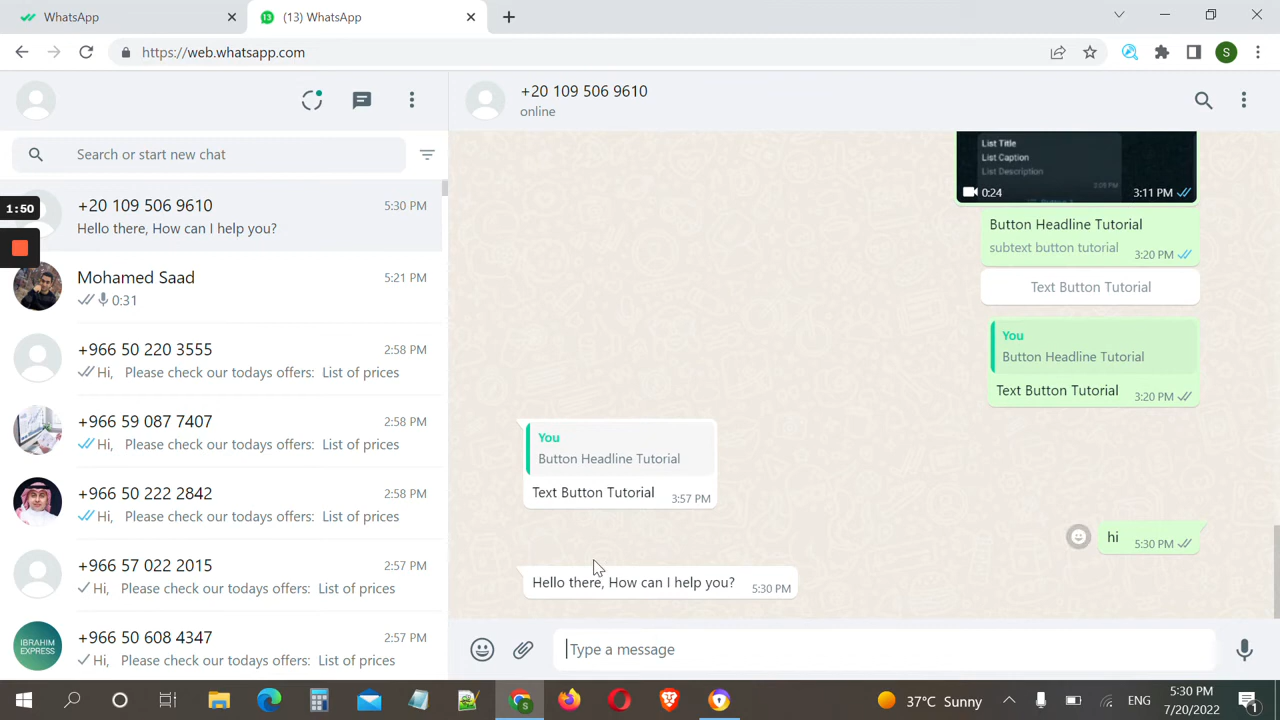 WhatsApp
(13) WhatsApp
https://web.whatsapp.com
S
Search or start new chat
1:50
+20 109 506 9610
5:30 PM
Hello there, How can I help you?
Mohamed Saad
5:21 PM
0:31
+966 50 220 3555
2:58 PM
Hi, Please check our todays offers: List of prices
+966 59 087 7407
2:58 PM
Hi, Please check our todays offers: List of prices
+966 50 222 2842
2:58 PM
Hi, Please check our todays offers: List of prices
+966 57 022 2015
2:57 PM
Hi, Please check our todays offers: List of prices
IBRAHIM
EXPRESS
+966 50 608 4347
2:57 PM
Hi, Please check our todays offers: List of prices
+20 109 506 9610
online
List Title
List Caption
List Description
3:09 PM
0:24
3:11 PM
Button Headline Tutorial
subtext button tutorial
3:20 PM
Text Button Tutorial
You
Button Headline Tutorial
Text Button Tutorial
3:20 PM
You
Button Headline Tutorial
Text Button Tutorial
3:57 PM
hi
5:30 PM
Hello there, How can I help you?
5:30 PM
Type a message
37°C Sunny
ENG
5:30 PM
7/20/2022
1